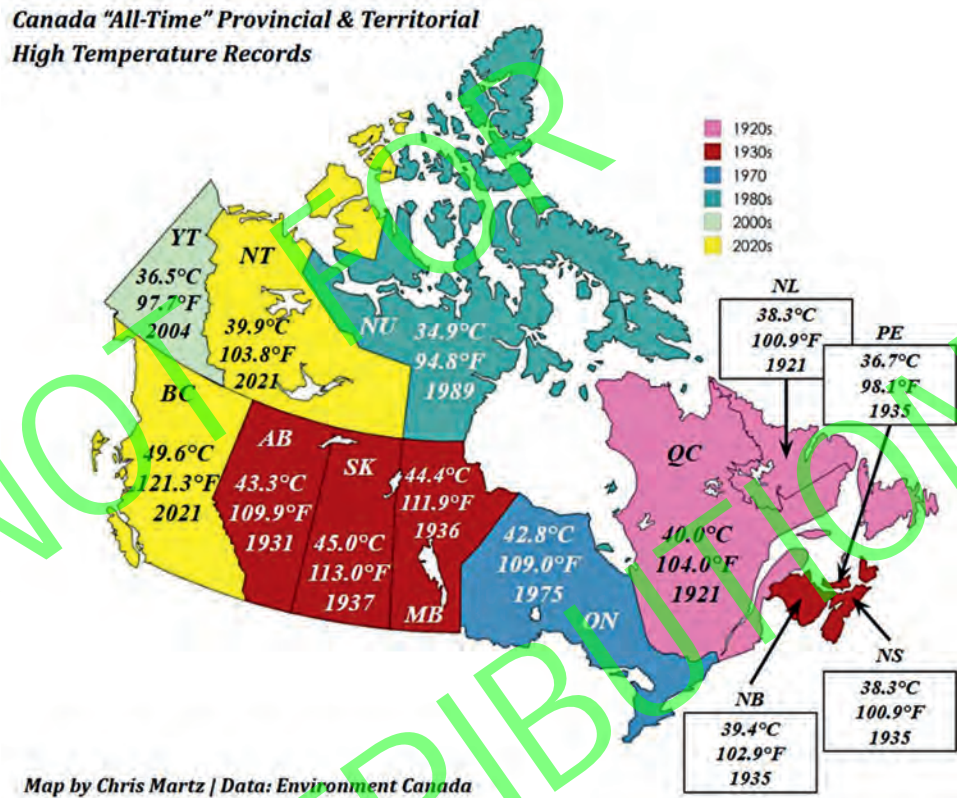 Canada "All-Time" Provincial & Territorial
High Temperature Records
1920s
1930s
1970
1980s
2000s
2020s
YT
36.5°C
97.7°F
2004
NT
39.9°C
103.8°F
2021
NU
34.9°C
94.8°F
1989
NL
38.3°C
100.9°F
1921
PE
36.7°C
98.1°F
1935
BC
49.6°C
121.3°F
2021
AB
43.3°C
109.9°F
1931
SK
45.0°C
113.0°F
1937
44.4°C
111.9°F
1936
MB
42.8°C
109.0°F
1975
ON
QC
40.0°C
104.0°F
1921
NB
39.4°C
102.9°F
1935
NS
38.3°C
100.9°F
1935
Map by Chris Martz | Data: Environment Canada
NOT FOR
DISTRIBUTION